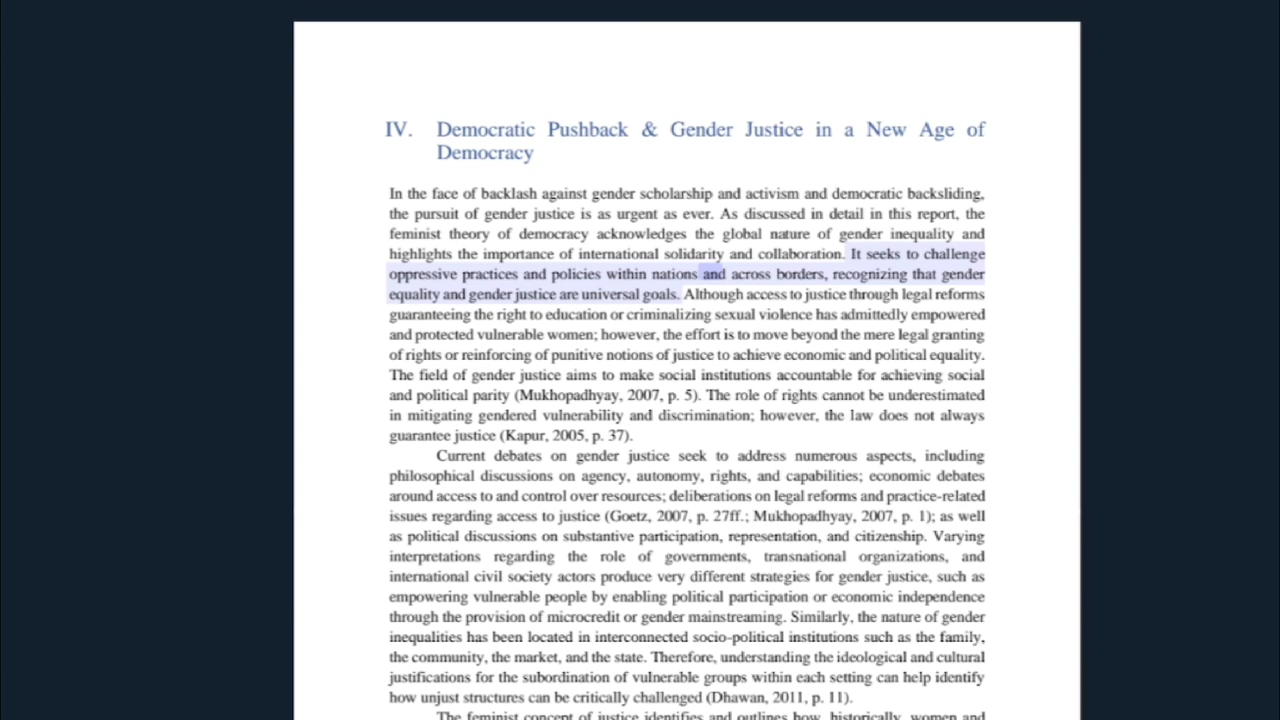 IV. Democratic Pushback & Gender Justice in a New Age of
Democracy
In the face of backlash against gender scholarship and activism and democratic backsliding,
the pursuit of gender justice is as urgent as ever. As discussed in detail in this report, the
feminist theory of democracy acknowledges the global nature of gender inequality and
highlights the importance of international solidarity and collaboration. It seeks to challenge
oppressive practices and policies within nations and across borders, recognizing that gender
equality and gender justice are universal goals. Although access to justice through legal reforms
guaranteeing the right to education or criminalizing sexual violence has admittedly empowered
and protected vulnerable women; however, the effort is to move beyond the mere legal granting
of rights or reinforcing of punitive notions of justice to achieve economic and political equality.
The field of gender justice aims to make social institutions accountable for achieving social
and political parity (Mukhopadhyay, 2007, p. 5). The role of rights cannot be underestimated
in mitigating gendered vulnerability and discrimination; however, the law does not always
guarantee justice (Kapur, 2005, p. 37).
Current debates on gender justice seek to address numerous aspects, including
philosophical discussions on agency, autonomy, rights, and capabilities; economic debates
around access to and control over resources; deliberations on legal reforms and practice-related
issues regarding access to justice (Goetz, 2007, p. 27ff.; Mukhopadhyay, 2007, p. 1); as well
as political discussions on substantive participation, representation, and citizenship. Varying
interpretations regarding the role of governments, transnational organizations, and
international civil society actors produce very different strategies for gender justice, such as
empowering vulnerable people by enabling political participation or economic independence
through the provision of microcredit or gender mainstreaming. Similarly, the nature of gender
inequalities has been located in interconnected socio-political institutions such as the family,
the community, the market, and the state. Therefore, understanding the ideological and cultural
justifications for the subordination of vulnerable groups within each setting can help identify
how unjust structures can be critically challenged (Dhawan, 2011, p. 11).
The feminist concept of justice identifies and outlines how, historically, women and